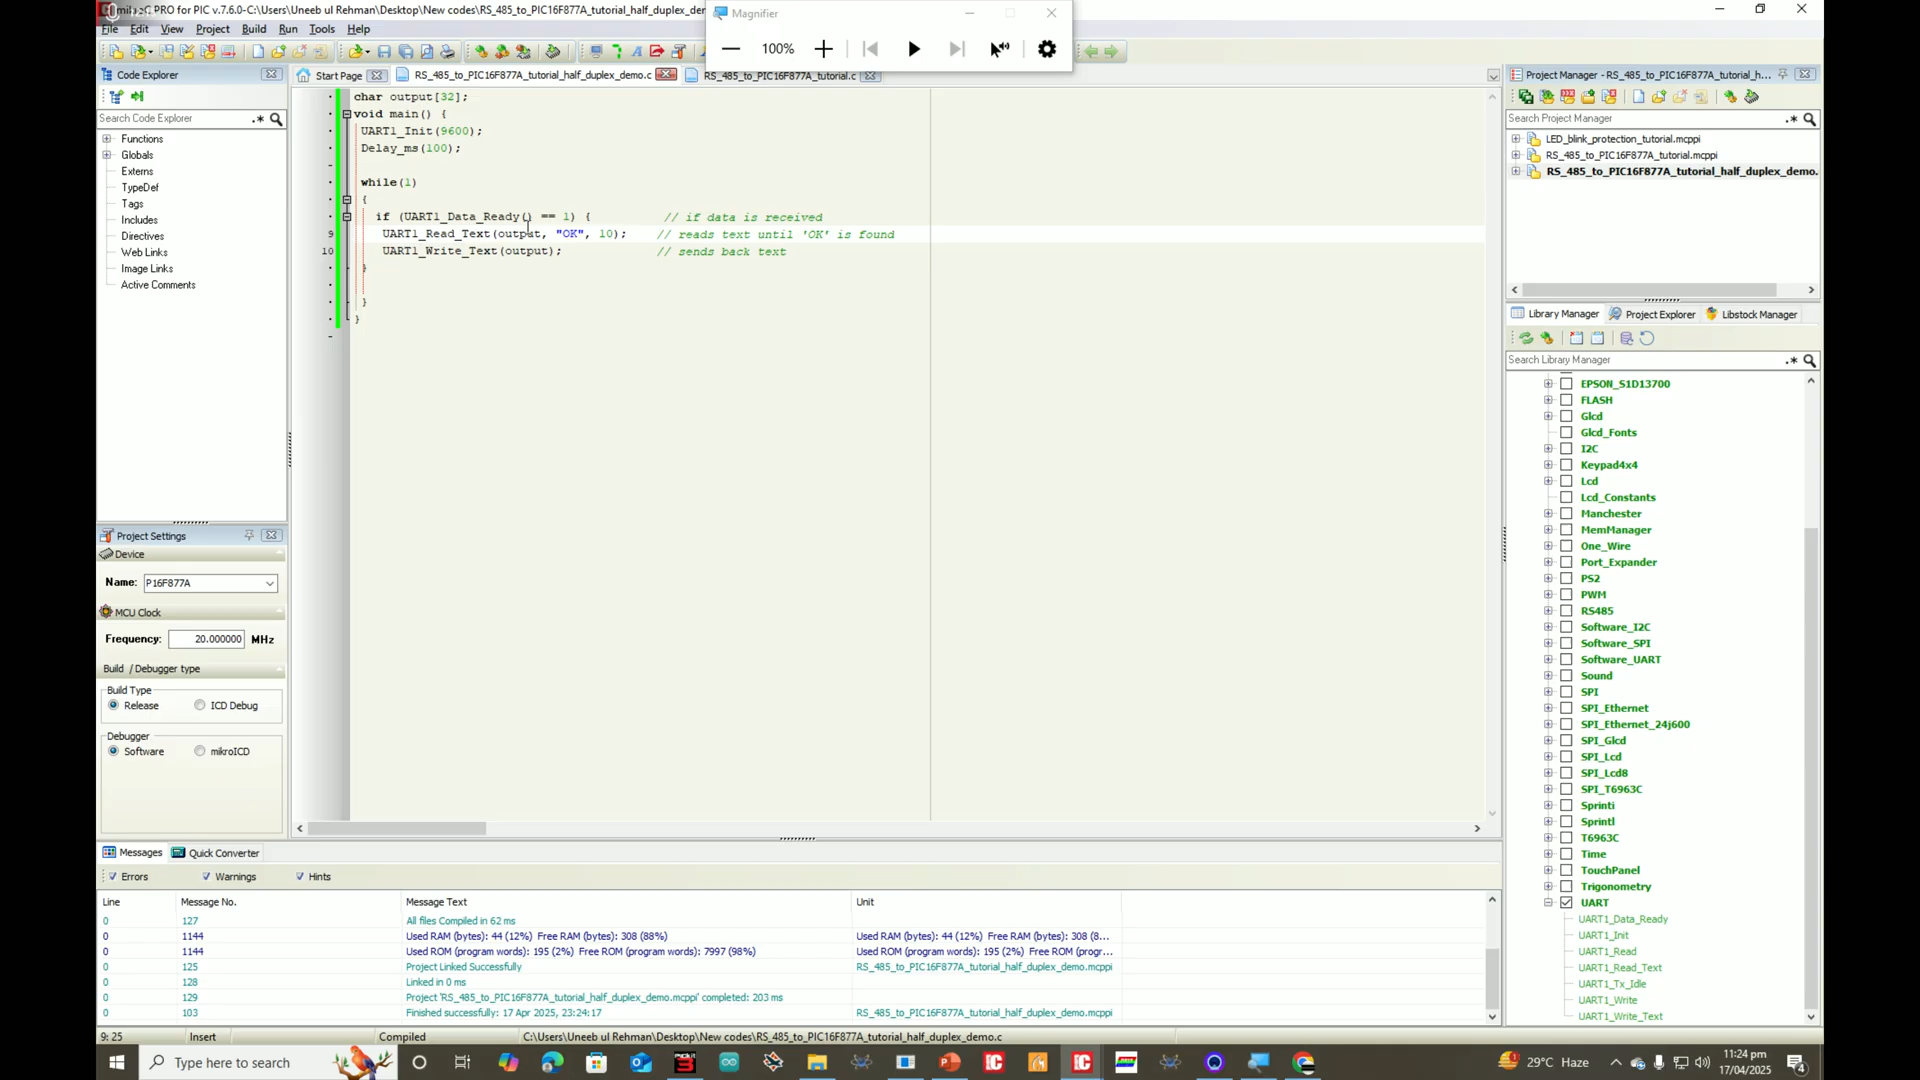 mikroC PRO for PIC v.7.6.0-C:\Users\Uneeb ul Rehman\Desktop\New codes\RS_485_to_PIC16F877A_tutorial_half_duplex_demo
Magnifier
100%
File Edit View Project Build Run Tools Help
Code Explorer
Start Page
RS_485_to_PIC16F877A_tutorial_half_duplex_demo.c
RS_485_to_PIC16F877A_tutorial.c
Project Manager - RS_485_to_PIC16F877A_tutorial_h...
Search Code Explorer
Functions
Globals
Externs
TypeDef
Tags
Includes
Directives
Web Links
Image Links
Active Comments
char output[32];
void main() {
UART1_Init(9600);
Delay_ms(100);
while(1)
{
if (UART1_Data_Ready() == 1) { // if data is received
9 UART1_Read_Text(output, "OK", 10); // reads text until 'OK' is found
10 UART1_Write_Text(output); // sends back text
}
}
}
Search Project Manager
LED_blink_protection_tutorial.mcppi
RS_485_to_PIC16F877A_tutorial.mcppi
RS_485_to_PIC16F877A_tutorial_half_duplex_demo.
Library Manager
Project Explorer
Libstock Manager
Search Library Manager
EPSON_S1D13700
FLASH
Glcd
Glcd_Fonts
I2C
Keypad4x4
Lcd
Lcd_Constants
Manchester
MemManager
One_Wire
Port_Expander
PS2
PWM
RS485
Software_I2C
Software_SPI
Software_UART
Sound
SPI
SPI_Ethernet
SPI_Ethernet_24j600
SPI_Glcd
SPI_Lcd
SPI_Lcd8
SPI_T6963C
Sprinti
Sprintl
T6963C
Time
TouchPanel
Trigonometry
UART
UART1_Data_Ready
UART1_Init
UART1_Read
UART1_Read_Text
UART1_Tx_Idle
UART1_Write
UART1_Write_Text
Project Settings
Device
Name: P16F877A
MCU Clock
Frequency: 20.000000 MHz
Build / Debugger type
Build Type
Release ICD Debug
Debugger
Software mikroICD
Messages Quick Converter
Errors Warnings Hints
Line Message No. Message Text Unit
0 127 All files Compiled in 62 ms
0 1144 Used RAM (bytes): 44 (12%) Free RAM (bytes): 308 (88%) Used RAM (bytes): 44 (12%) Free RAM (bytes): 308 (8...
0 1144 Used ROM (program words): 195 (2%) Free ROM (program words): 7997 (98%) Used ROM (program words): 195 (2%) Free ROM (progr...
0 125 Project Linked Successfully RS_485_to_PIC16F877A_tutorial_half_duplex_demo.mcppi
0 128 Linked in 0 ms
0 129 Project 'RS_485_to_PIC16F877A_tutorial_half_duplex_demo.mcppi' completed: 203 ms
0 103 Finished successfully: 17 Apr 2025, 23:24:17 RS_485_to_PIC16F877A_tutorial_half_duplex_demo.mcppi
9: 25 Insert Compiled C:\Users\Uneeb ul Rehman\Desktop\New codes\RS_485_to_PIC16F877A_tutorial_half_duplex_demo.c
Type here to search
29°C Haze
11:24 pm
17/04/2025
4